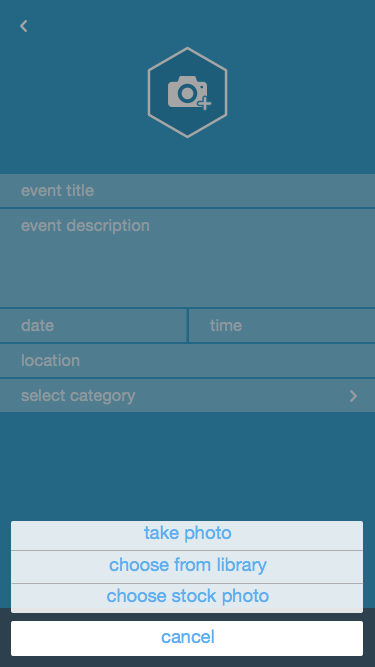 event title
event description
date
time
location
select category
take photo
choose from library
choose stock photo
cancel